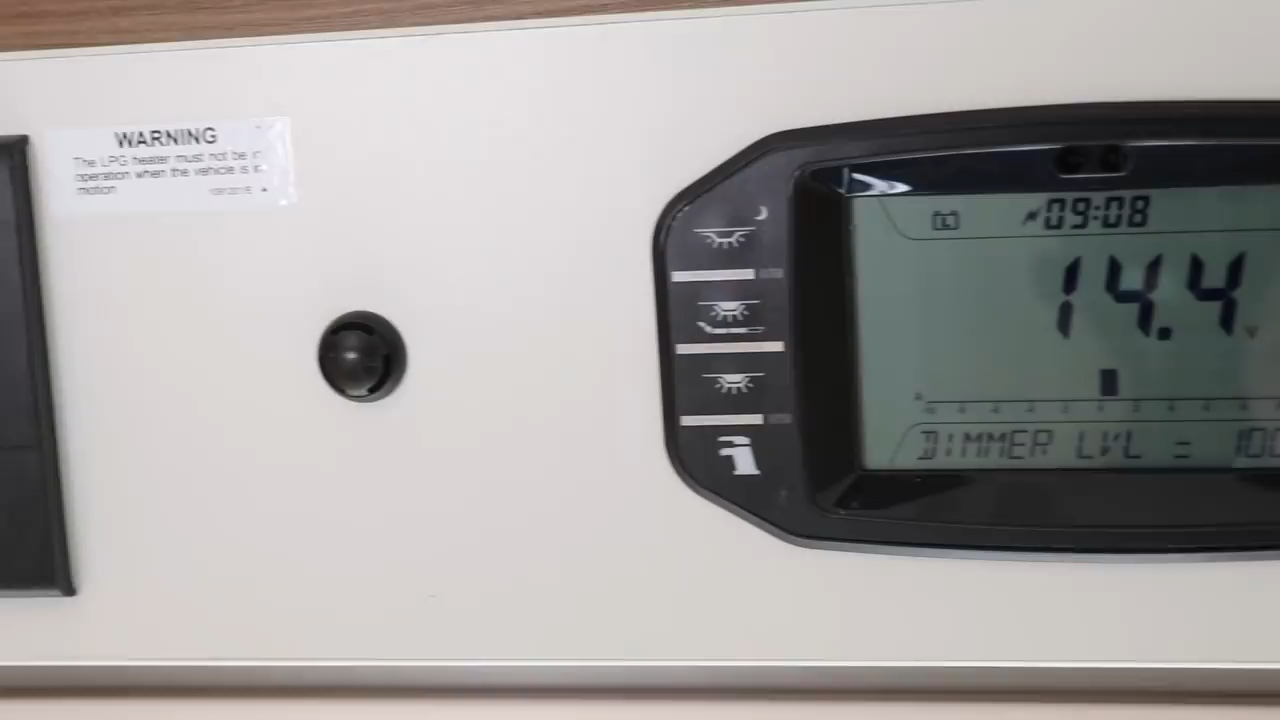 WARNING
The LPG heater must not be in
operation when the vehicle is in
motion
09:08
14.4
V
DIMMER LVL = 100